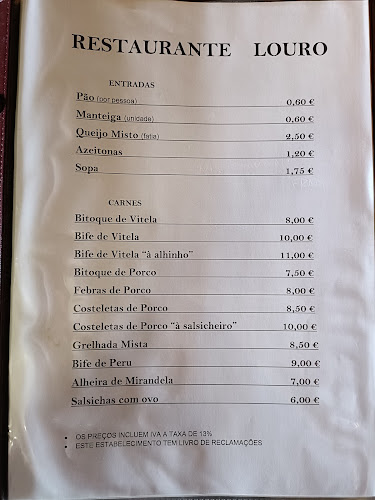 RESTAURANTE LOURO
ENTRADAS
Pão (por pessoa) 0,60 €
Manteiga (unidade) 0,60 €
Queijo Misto (fatia) 2,50 €
Azeitonas 1,20 €
Sopa 1,75 €
CARNES
Bitoque de Vitela 8,00 €
Bife de Vitela 10,00 €
Bife de Vitela “à alhinho” 11,00 €
Bitoque de Porco 7,50 €
Febras de Porco 8,00 €
Costeletas de Porco 8,50 €
Costeletas de Porco “à salsicheiro” 10,00 €
Grelhada Mista 8,50 €
Bife de Peru 9,00 €
Alheira de Mirandela 7,00 €
Salsichas com ovo 6,00 €
• OS PREÇOS INCLUEM IVA A TAXA DE 13%
• ESTE ESTABELECIMENTO TEM LIVRO DE RECLAMAÇÕES